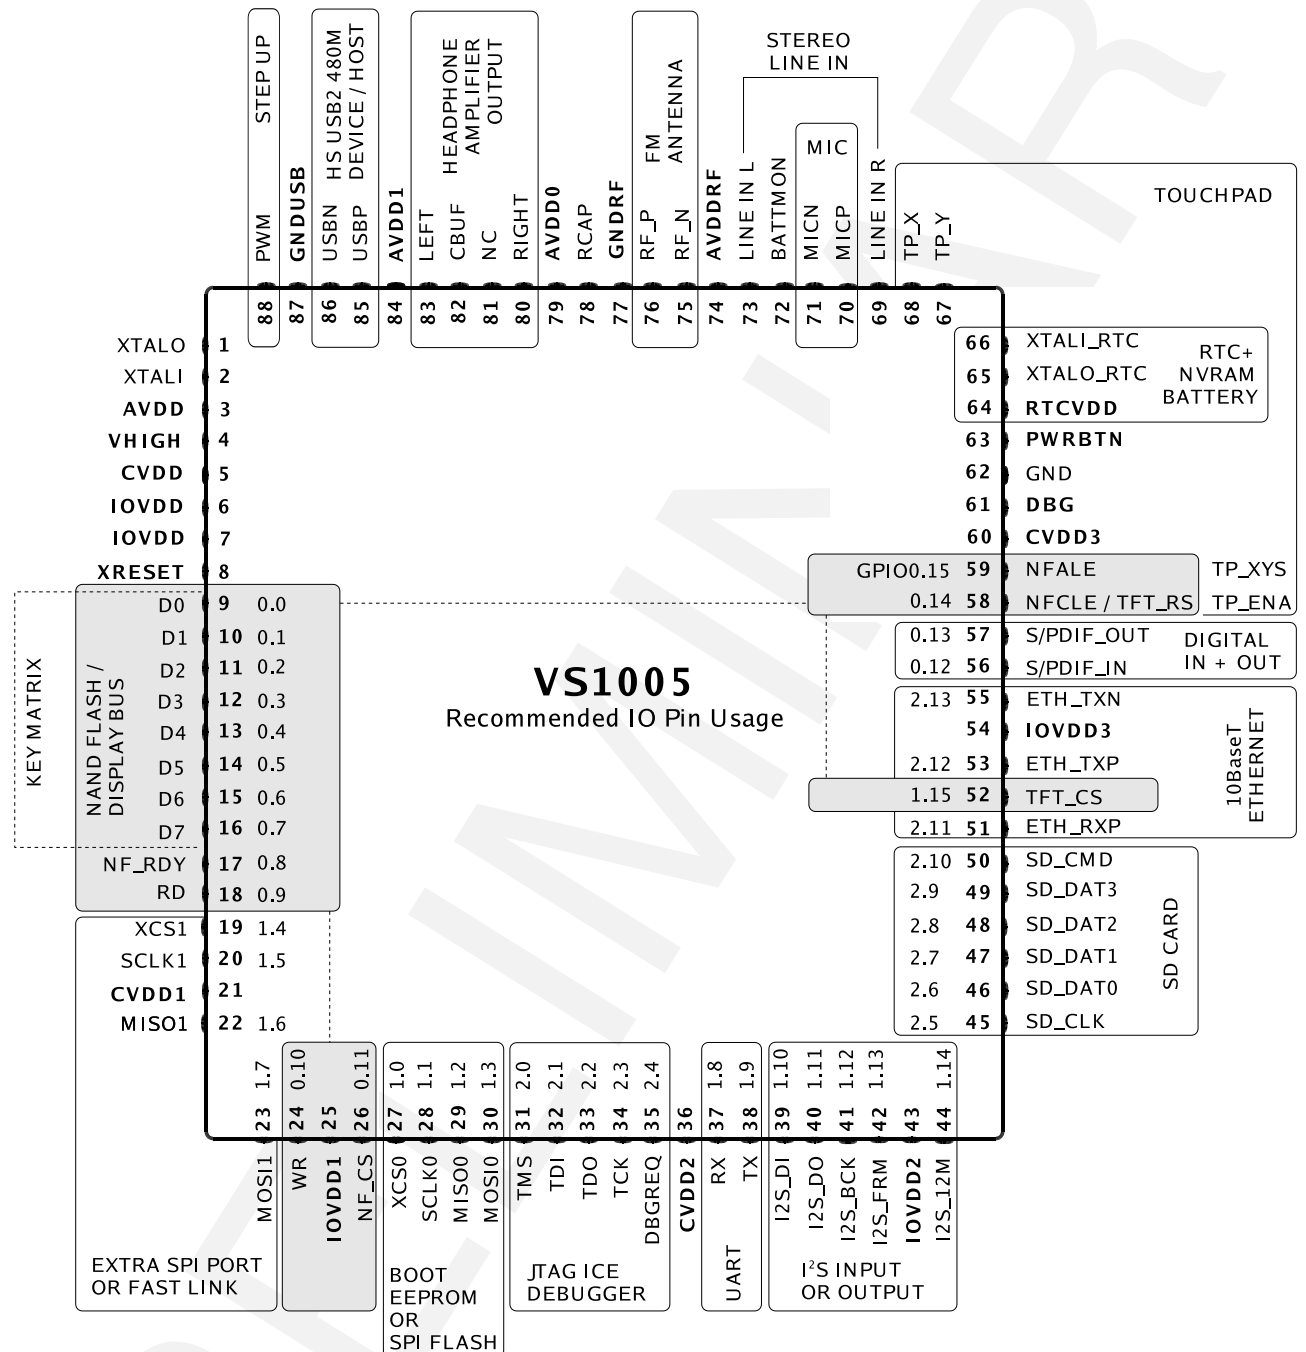 STEP UP
HS USB2 480M
DEVICE / HOST
HEADPHONE
AMPLIFIER
OUTPUT
FM
ANTENNA
STEREO
LINE IN
MIC
TOUCHPAD
PWM
GNDUSB
USBN
USBP
AVDD1
LEFT
CBUF
NC
RIGHT
AVDD0
RCAP
GNDRF
RF_P
RF_N
AVDDRF
LINE IN L
BATTMON
MICN
MICP
LINE IN R
TP_X
TP_Y
88
87
86
85
84
83
82
81
80
79
78
77
76
75
74
73
72
71
70
69
68
67
XTALO 1
XTALI 2
AVDD 3
VHIGH 4
CVDD 5
IOVDD 6
IOVDD 7
XRESET 8
D0 9 0.0
D1 10 0.1
D2 11 0.2
D3 12 0.3
D4 13 0.4
D5 14 0.5
D6 15 0.6
D7 16 0.7
NF_RDY 17 0.8
RD 18 0.9
XCS1 19 1.4
SCLK1 20 1.5
CVDD1 21
MISO1 22 1.6
KEY MATRIX
NAND FLASH /
DISPLAY BUS
VS1005
Recommended IO Pin Usage
66 XTALI_RTC
65 XTALO_RTC
64 RTCVDD
RTC+
NVRAM
BATTERY
63 PWRBTN
62 GND
61 DBG
60 CVDD3
GPIO0.15 59 NFALE TP_XYS
0.14 58 NFCLE / TFT_RS TP_ENA
0.13 57 S/PDIF_OUT
0.12 56 S/PDIF_IN
DIGITAL
IN + OUT
2.13 55 ETH_TXN
54 IOVDD3
2.12 53 ETH_TXP
1.15 52 TFT_CS
2.11 51 ETH_RXP
10BaseT
ETHERNET
2.10 50 SD_CMD
2.9 49 SD_DAT3
2.8 48 SD_DAT2
2.7 47 SD_DAT1
2.6 46 SD_DAT0
2.5 45 SD_CLK
SD CARD
1.7
0.10
0.11
1.0
1.1
1.2
1.3
2.0
2.1
2.2
2.3
2.4
1.8
1.9
1.10
1.11
1.12
1.13
1.14
23
24
25
26
27
28
29
30
31
32
33
34
35
36
37
38
39
40
41
42
43
44
MOSI1
WR
IOVDD1
NF_CS
XCS0
SCLK0
MISO0
MOSI0
TMS
TDI
TDO
TCK
DBGREQ
CVDD2
RX
TX
I2S_DI
I2S_DO
I2S_BCK
I2S_FRM
IOVDD2
I2S_12M
EXTRA SPI PORT
OR FAST LINK
BOOT
EEPROM
OR
SPI FLASH
JTAG ICE
DEBUGGER
UART
I²S INPUT
OR OUTPUT